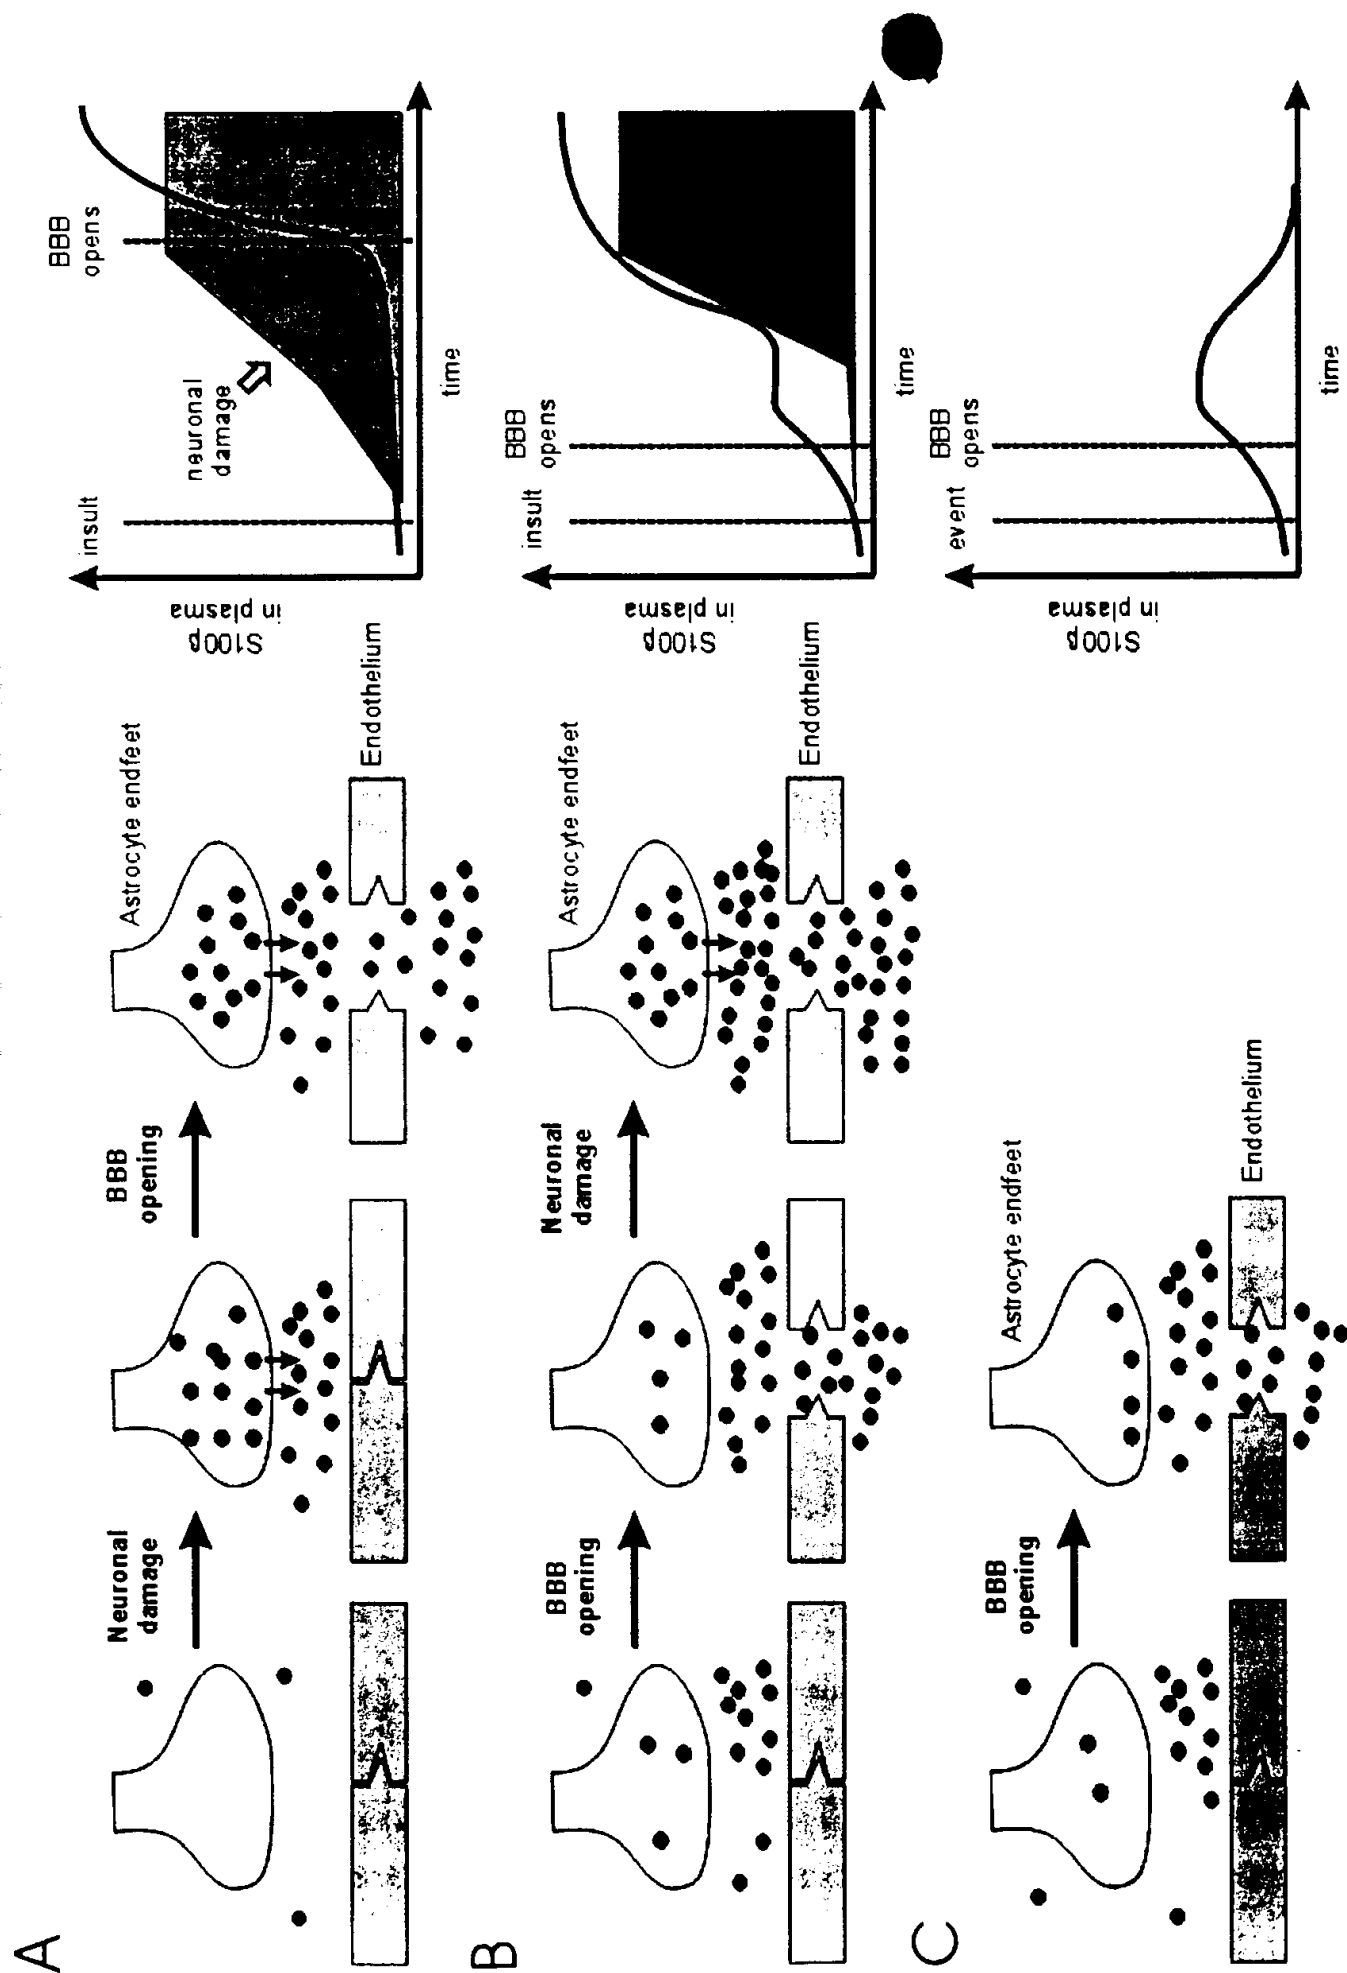 A
Neuronal
damage
BBB
opening
Astrocyte endfeet
Endothelium
S100β
in plasma
insult
BBB
opens
neuronal
damage
time
B
BBB
opening
Neuronal
damage
Astrocyte endfeet
Endothelium
S100β
in plasma
insult
BBB
opens
time
C
BBB
opening
Astrocyte endfeet
Endothelium
S100β
in plasma
event
BBB
opens
time